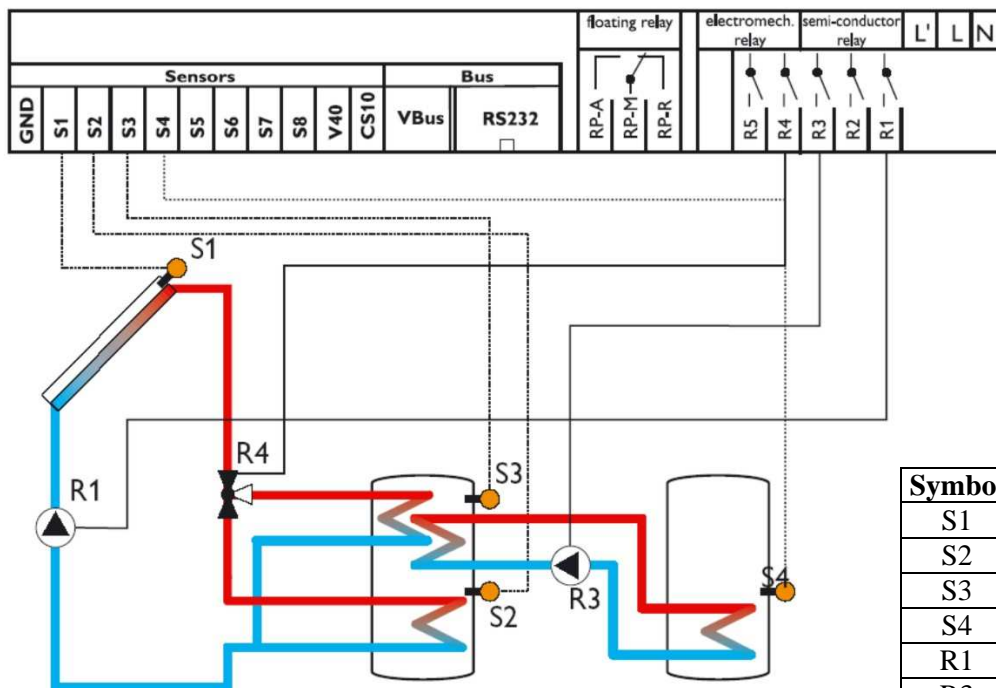 floating relay
electromech. relay
semi-conductor relay
L'
L
N
Sensors
Bus
GND
S1
S2
S3
S4
S5
S6
S7
S8
V40
CS10
VBus
RS232
RP-A
RP-M
RP-R
R5
R4
R3
R2
R1
S1
R4
R1
S3
S2
R3
S4
Symbo
S1
S2
S3
S4
R1